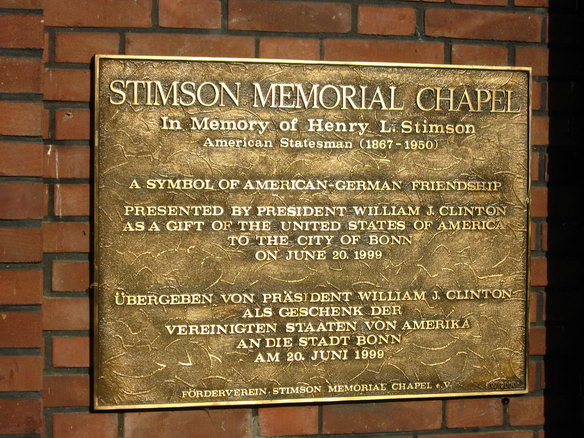 STIMSON MEMORIAL CHAPEL
In Memory of Henry L. Stimson
American Statesman (1867-1950)
A SYMBOL OF AMERICAN-GERMAN FRIENDSHIP
PRESENTED BY PRESIDENT WILLIAM J. CLINTON
AS A GIFT OF THE UNITED STATES OF AMERICA
TO THE CITY OF BONN
ON JUNE 20. 1999
ÜBERGEBEN VON PRÄSIDENT WILLIAM J. CLINTON
ALS GESCHENK DER
VEREINIGTEN STAATEN VON AMERIKA
AN DIE STADT BONN
AM 20. JUNI 1999
FÖRDERVEREIN STIMSON MEMORIAL CHAPEL e.V.